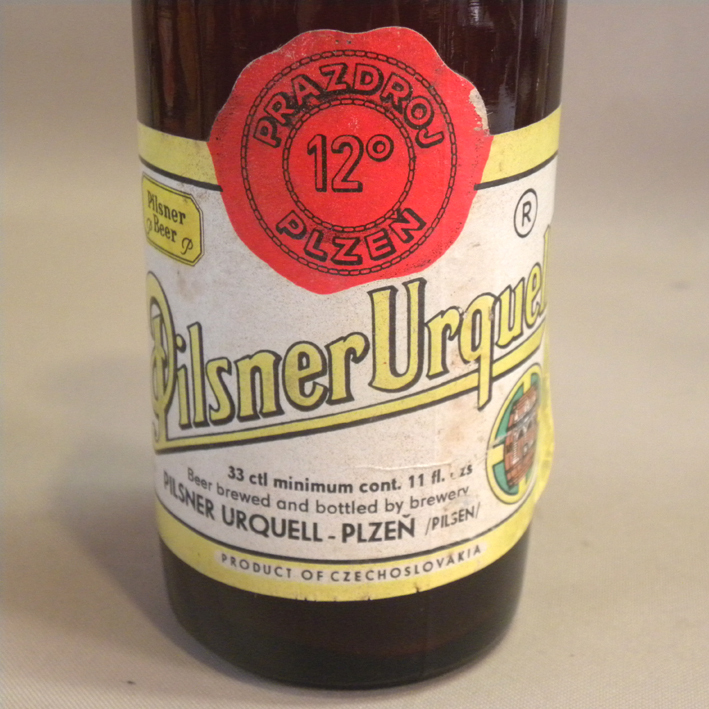 PRAZDROJ
12°
PLZEŇ
Pilsner
Beer
P P
®
Pilsner Urquell
33 ctl minimum cont. 11 fl.
Beer brewed and bottled by brewery
PILSNER URQUELL - PLZEŇ /PILSEN/
PRODUCT OF CZECHOSLOVAKIA